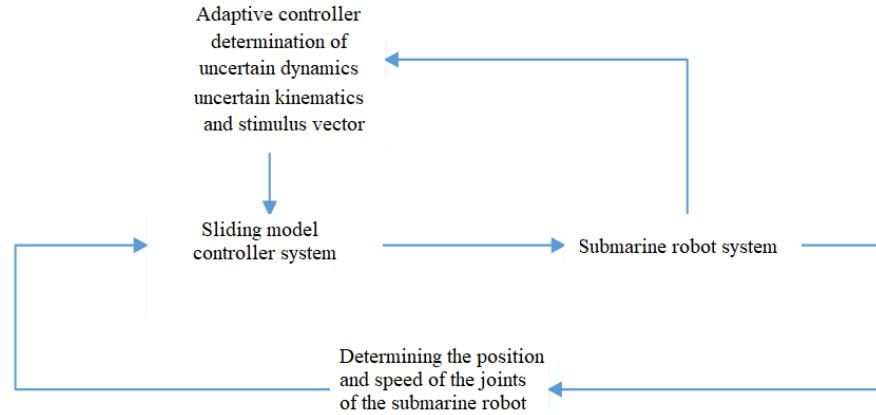 Adaptive controller
determination of
uncertain dynamics
uncertain kinematics
and stimulus vector
Sliding model
controller system
Submarine robot system
Determining the position
and speed of the joints
of the submarine robot